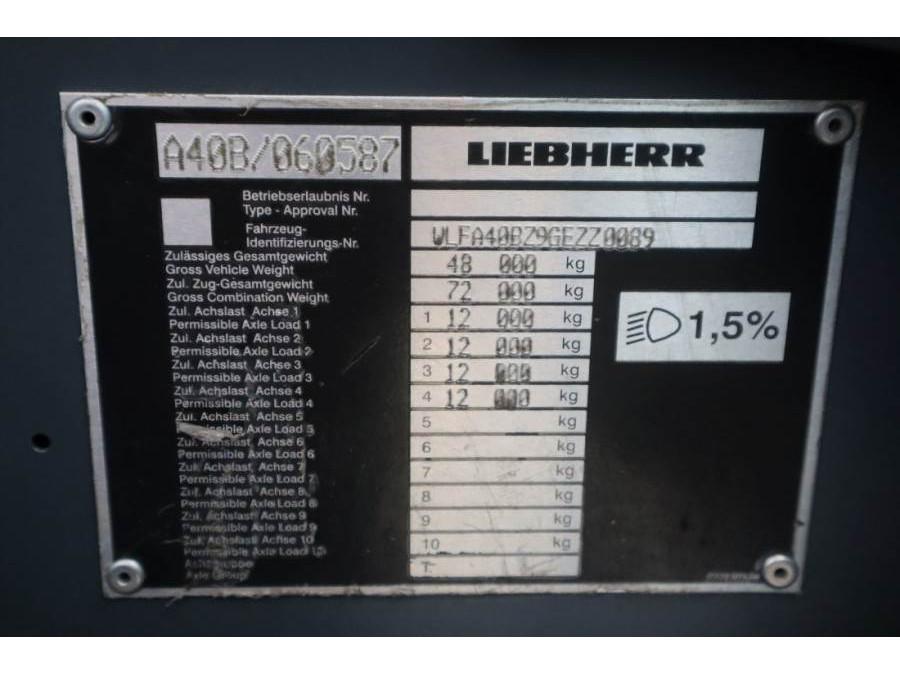 A40B/060587
LIEBHERR
Betriebserlaubnis Nr.
Type - Approval Nr.
Fahrzeug-
Identifizierungs-Nr.
WLFA40BZ9GEZZ0089
Zulässiges Gesamtgewicht
Gross Vehicle Weight
48 000 kg
Zul. Zug-Gesamtgewicht
Gross Combination Weight
72 000 kg
Zul. Achslast Achse 1
Permissible Axle Load 1
1 12 000 kg
Zul. Achslast Achse 2
Permissible Axle Load 2
2 12 000 kg
Zul. Achslast Achse 3
Permissible Axle Load 3
3 12 000 kg
Zul. Achslast Achse 4
Permissible Axle Load 4
4 12 000 kg
Zul. Achslast Achse 5
Permissible Axle Load 5
5 kg
Zul. Achslast Achse 6
Permissible Axle Load 6
6 kg
Zul. Achslast Achse 7
Permissible Axle Load 7
7 kg
Zul. Achslast Achse 8
Permissible Axle Load 8
8 kg
Zul. Achslast Achse 9
Permissible Axle Load 9
9 kg
Zul. Achslast Achse 10
Permissible Axle Load 10
10 kg
Achsgruppe
Axle Group
T.
1,5%